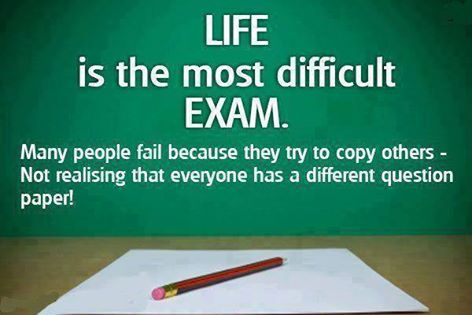 LIFE
is the most difficult
EXAM.
Many people fail because they try to copy others -
Not realising that everyone has a different question
paper!